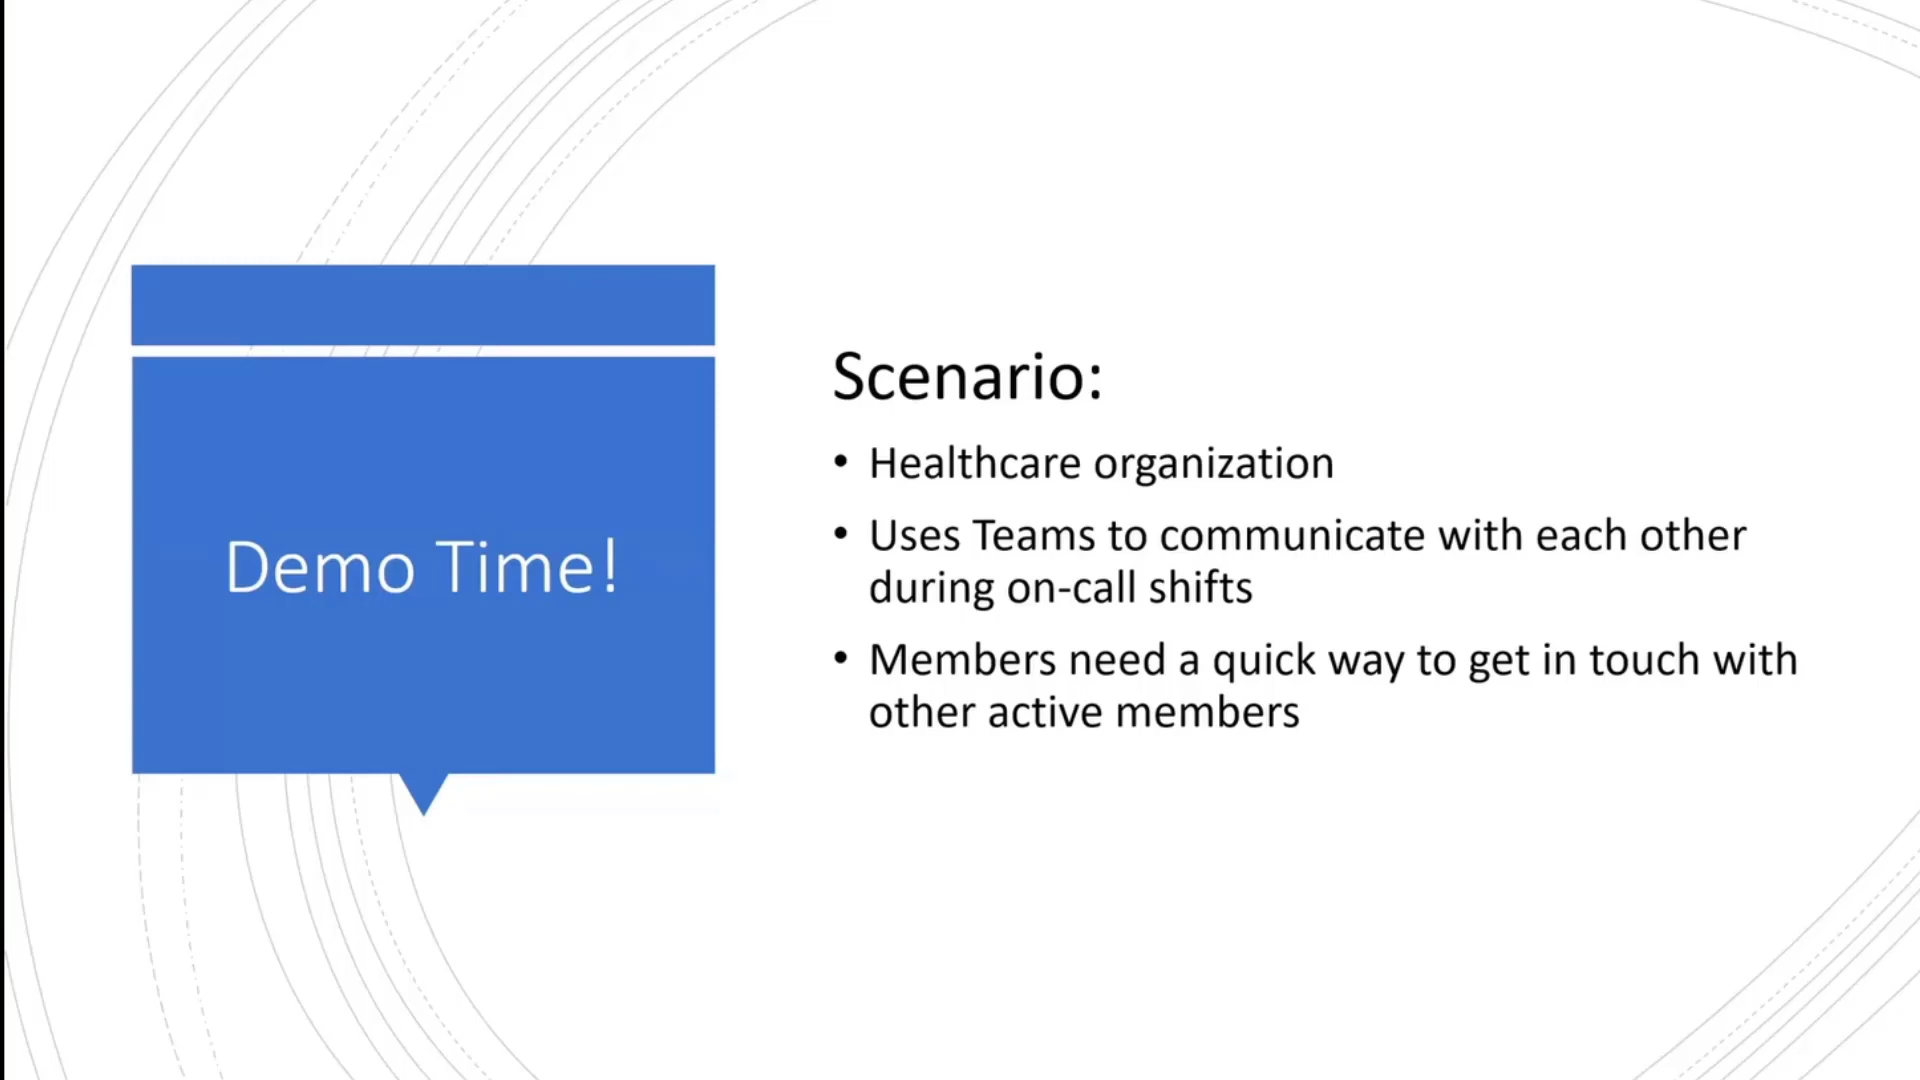 Demo Time!
Scenario:
• Healthcare organization
• Uses Teams to communicate with each other
during on-call shifts
• Members need a quick way to get in touch with
other active members